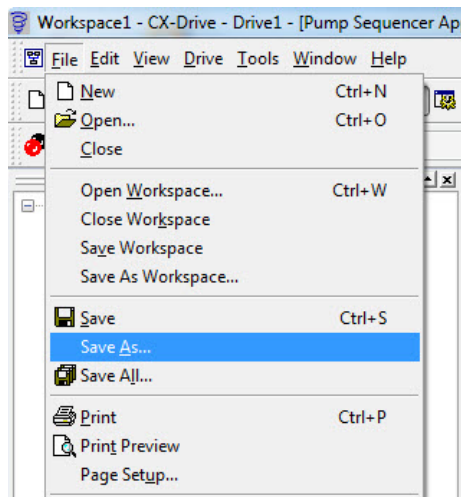 Workspace1 - CX-Drive - Drive1 - [Pump Sequencer Ap
File Edit View Drive Tools Window Help
New Ctrl+N
Open... Ctrl+O
Close
Open Workspace... Ctrl+W
Close Workspace
Save Workspace
Save As Workspace...
Save Ctrl+S
Save As...
Save All...
Print Ctrl+P
Print Preview
Page Setup...